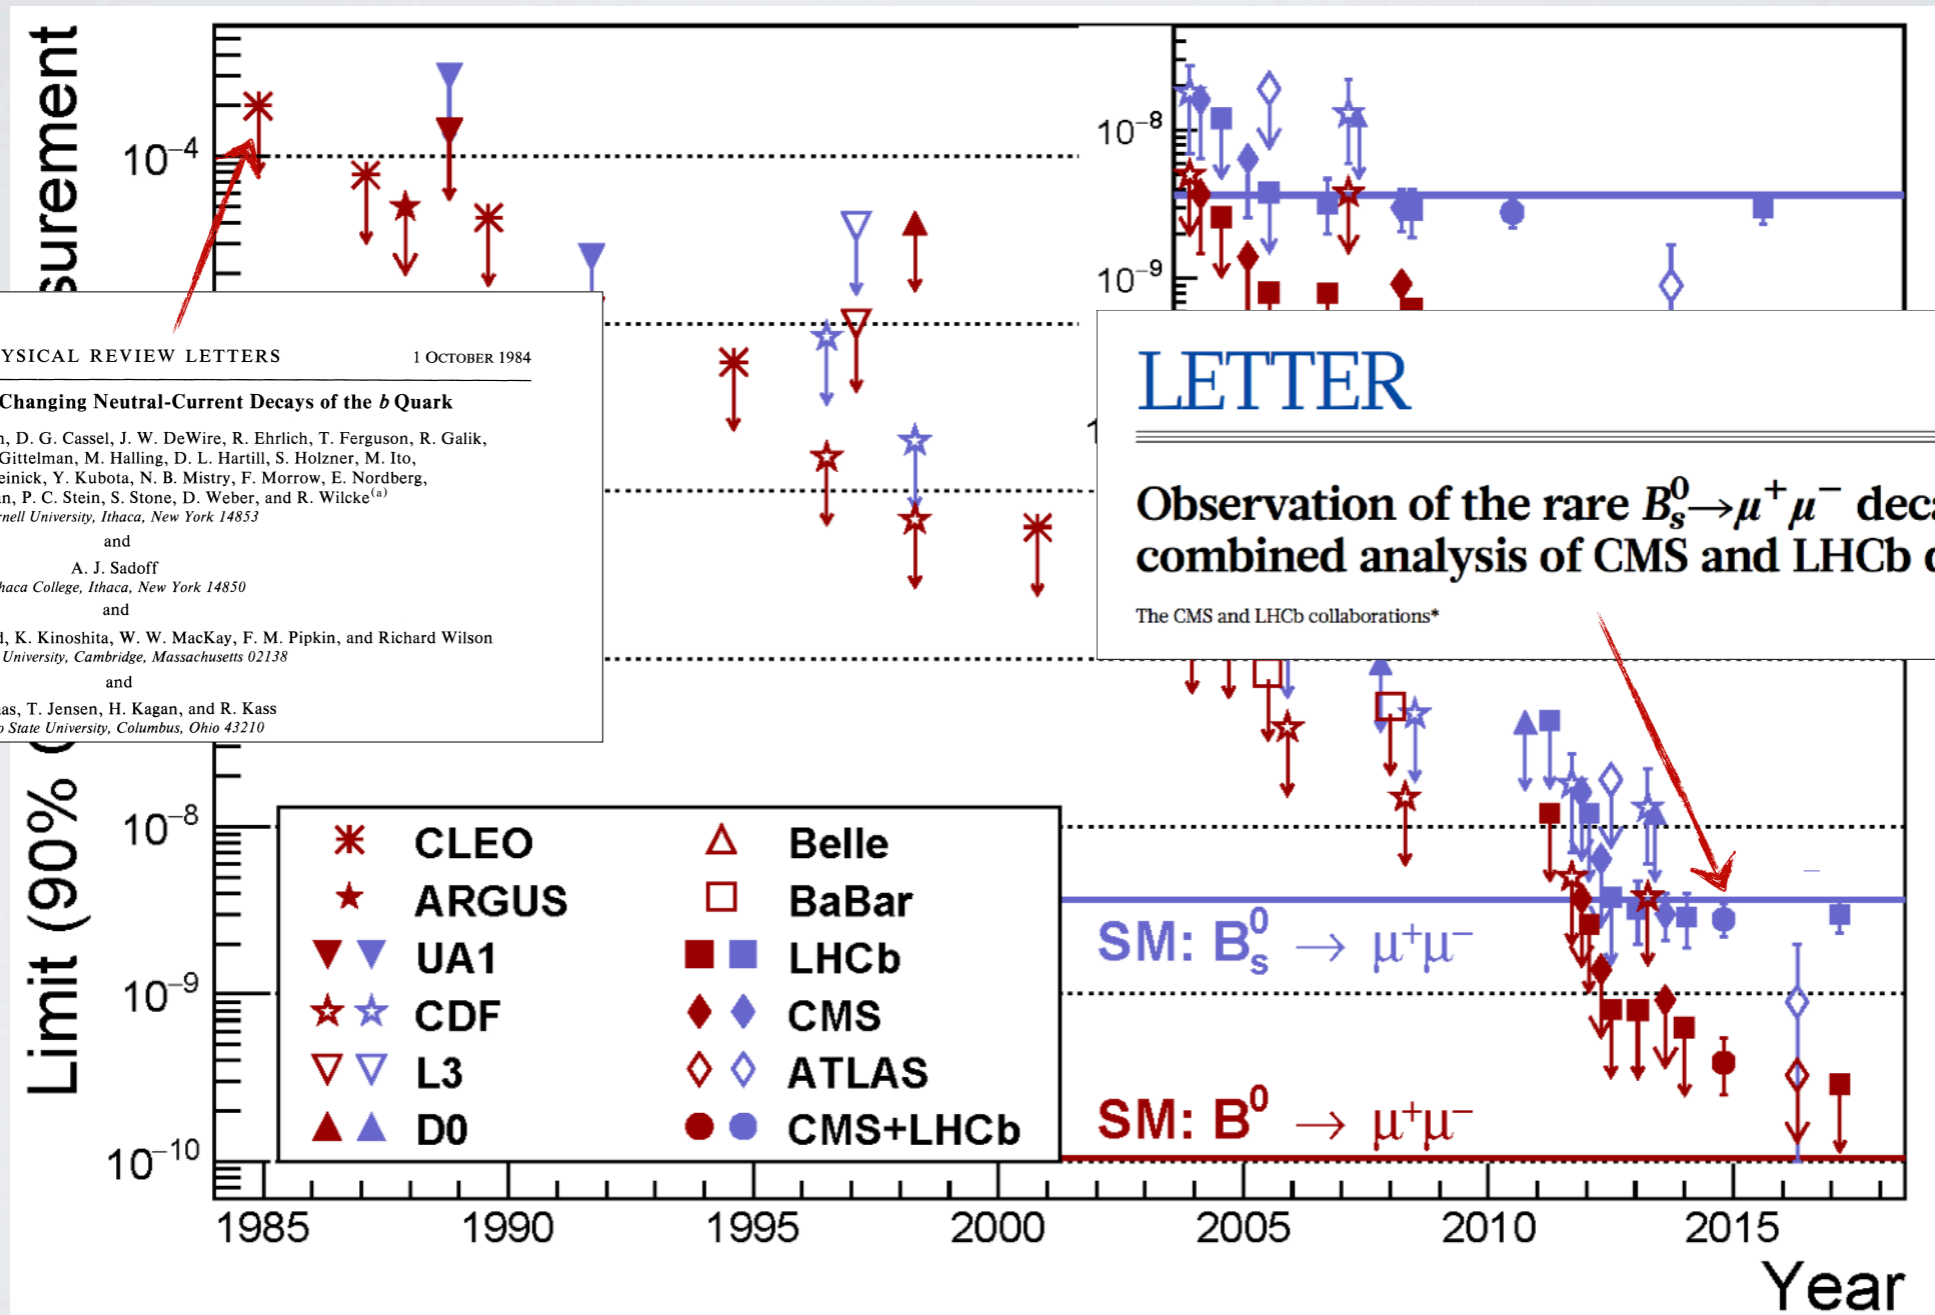 surement
Limit (90%
10⁻⁴
10⁻⁸
10⁻⁹
10⁻¹⁰
10⁻⁸
10⁻⁹
YSICAL REVIEW LETTERS 1 OCTOBER 1984
Changing Neutral-Current Decays of the b Quark
n, D. G. Cassel, J. W. DeWire, R. Ehrlich, T. Ferguson, R. Galik,
Gittelman, M. Halling, D. L. Hartill, S. Holzner, M. Ito,
einick, Y. Kubota, N. B. Mistry, F. Morrow, E. Nordberg,
n, P. C. Stein, S. Stone, D. Weber, and R. Wilcke(a)
rnell University, Ithaca, New York 14853
and
A. J. Sadoff
haca College, Ithaca, New York 14850
and
d, K. Kinoshita, W. W. MacKay, F. M. Pipkin, and Richard Wilson
University, Cambridge, Massachusetts 02138
and
as, T. Jensen, H. Kagan, and R. Kass
o State University, Columbus, Ohio 43210
LETTER
Observation of the rare B⁰ₛ→μ⁺μ⁻ deca
combined analysis of CMS and LHCb
The CMS and LHCb collaborations*
CLEO Belle
ARGUS BaBar
UA1 LHCb
CDF CMS
L3 ATLAS
D0 CMS+LHCb
SM: B⁰ₛ → μ⁺μ⁻
SM: B⁰ → μ⁺μ⁻
1985 1990 1995 2000 2005 2010 2015
Year